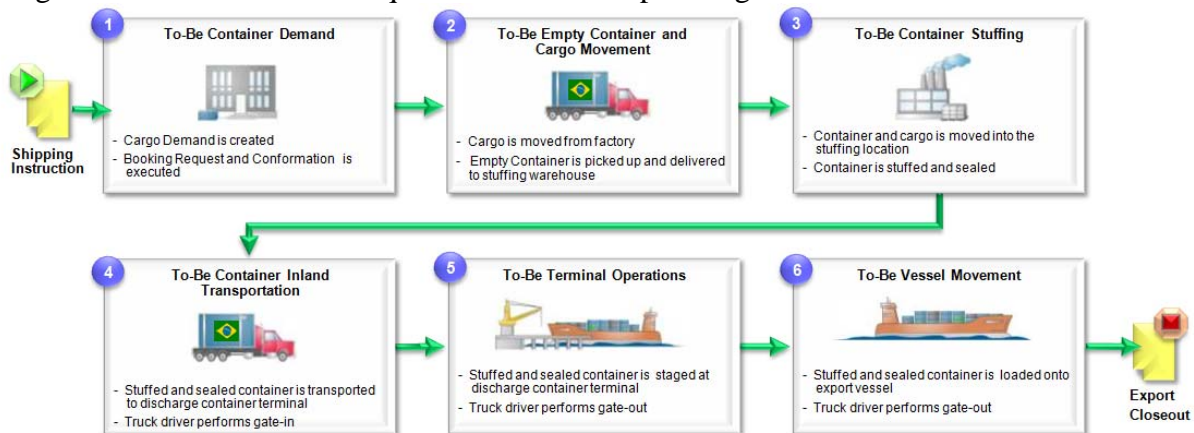 1
To-Be Container Demand
- Cargo Demand is created
- Booking Request and Conformation is
executed
2
To-Be Empty Container and
Cargo Movement
- Cargo is moved from factory
- Empty Container is picked up and delivered
to stuffing warehouse
3
To-Be Container Stuffing
- Container and cargo is moved into the
stuffing location
- Container is stuffed and sealed
Shipping
Instruction
4
To-Be Container Inland
Transportation
- Stuffed and sealed container is transported
to discharge container terminal
- Truck driver performs gate-in
5
To-Be Terminal Operations
- Stuffed and sealed container is staged at
discharge container terminal
- Truck driver performs gate-out
6
To-Be Vessel Movement
- Stuffed and sealed container is loaded onto
export vessel
- Truck driver performs gate-out
Export
Closeout